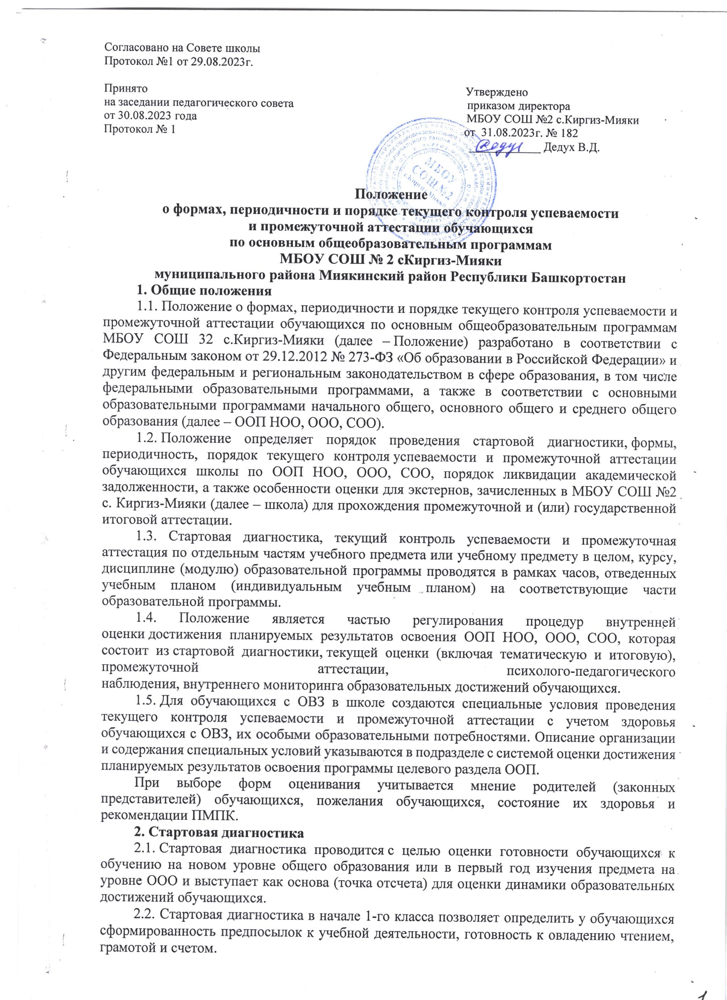 Согласовано на Совете школы
Протокол №1 от 29.08.2023г.
Принято
на заседании педагогического совета
от 30.08.2023 года
Протокол № 1
Утверждено
приказом директора
МБОУ СОШ №2 с.Киргиз-Мияки
от 31.08.2023г. № 182
Дедух В.Д.
МБОУ
СОШ №2
с.Киргиз-Мияки
Положение
о формах, периодичности и порядке текущего контроля успеваемости
и промежуточной аттестации обучающихся
по основным общеобразовательным программам
МБОУ СОШ № 2 сКиргиз-Мияки
муниципального района Миякинский район Республики Башкортостан
1. Общие положения
1.1. Положение о формах, периодичности и порядке текущего контроля успеваемости и
промежуточной аттестации обучающихся по основным общеобразовательным программам
МБОУ СОШ 32 с.Киргиз-Мияки (далее – Положение) разработано в соответствии с
Федеральным законом от 29.12.2012 № 273-ФЗ «Об образовании в Российской Федерации» и
другим федеральным и региональным законодательством в сфере образования, в том числе
федеральными образовательными программами, а также в соответствии с основными
образовательными программами начального общего, основного общего и среднего общего
образования (далее – ООП НОО, ООО, СОО).
1.2. Положение определяет порядок проведения стартовой диагностики, формы,
периодичность, порядок текущего контроля успеваемости и промежуточной аттестации
обучающихся школы по ООП НОО, ООО, СОО, порядок ликвидации академической
задолженности, а также особенности оценки для экстернов, зачисленных в МБОУ СОШ №2
с. Киргиз-Мияки (далее – школа) для прохождения промежуточной и (или) государственной
итоговой аттестации.
1.3. Стартовая диагностика, текущий контроль успеваемости и промежуточная
аттестация по отдельным частям учебного предмета или учебному предмету в целом, курсу,
дисциплине (модулю) образовательной программы проводятся в рамках часов, отведенных
учебным планом (индивидуальным учебным планом) на соответствующие части
образовательной программы.
1.4. Положение является частью регулирования процедур внутренней
оценки достижения планируемых результатов освоения ООП НОО, ООО, СОО, которая
состоит из стартовой диагностики, текущей оценки (включая тематическую и итоговую),
промежуточной аттестации, психолого-педагогического
наблюдения, внутреннего мониторинга образовательных достижений обучающихся.
1.5. Для обучающихся с ОВЗ в школе создаются специальные условия проведения
текущего контроля успеваемости и промежуточной аттестации с учетом здоровья
обучающихся с ОВЗ, их особыми образовательными потребностями. Описание организации
и содержания специальных условий указываются в подразделе с системой оценки достижения
планируемых результатов освоения программы целевого раздела ООП.
При выборе форм оценивания учитывается мнение родителей (законных
представителей) обучающихся, пожелания обучающихся, состояние их здоровья и
рекомендации ПМПК.
2. Стартовая диагностика
2.1. Стартовая диагностика проводится с целью оценки готовности обучающихся к
обучению на новом уровне общего образования или в первый год изучения предмета на
уровне ООО и выступает как основа (точка отсчета) для оценки динамики образовательных
достижений обучающихся.
2.2. Стартовая диагностика в начале 1-го класса позволяет определить у обучающихся
сформированность предпосылок к учебной деятельности, готовность к овладению чтением,
грамотой и счетом.
1